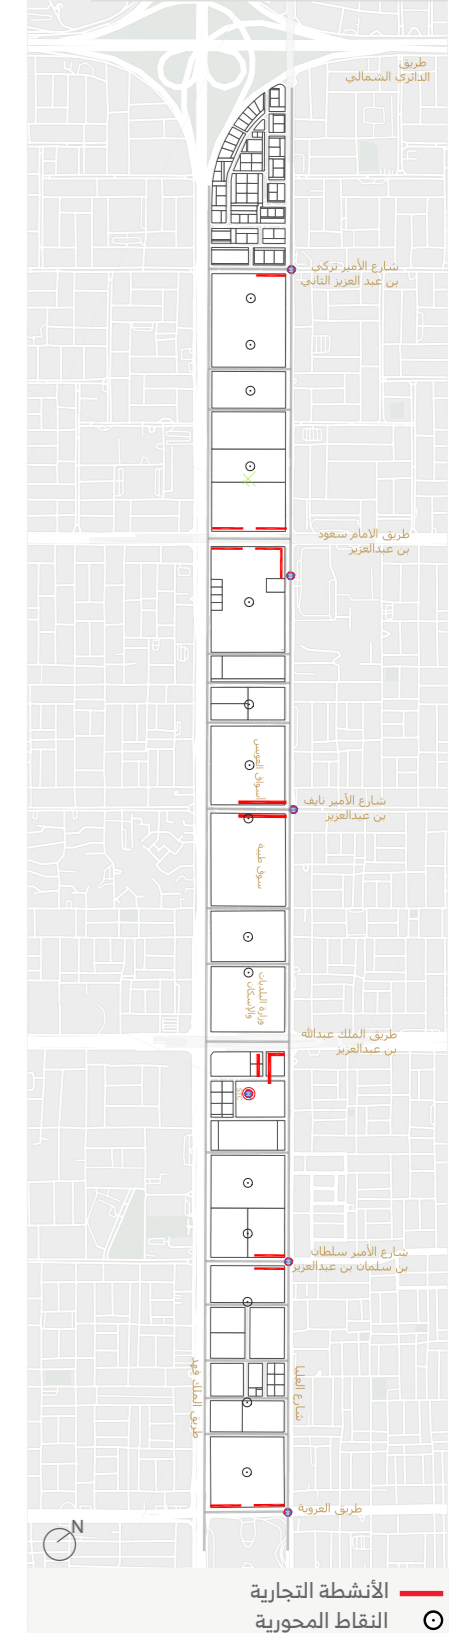 طريق
الدائري الشمالي
شارع الأمير تركي
بن عبد العزيز الثاني
طريق الامام سعود
بن عبدالعزيز
أسواق العويس
شارع الأمير نايف
بن عبدالعزيز
سوق طيبة
وزارة البلديات
والإسكان
طريق الملك عبدالله
بن عبدالعزيز
شارع الأمير سلطان
بن سلمان بن عبدالعزيز
طريق الملك فهد
شارع العليا
طريق العروبة
N
الأنشطة التجارية
النقاط المحورية